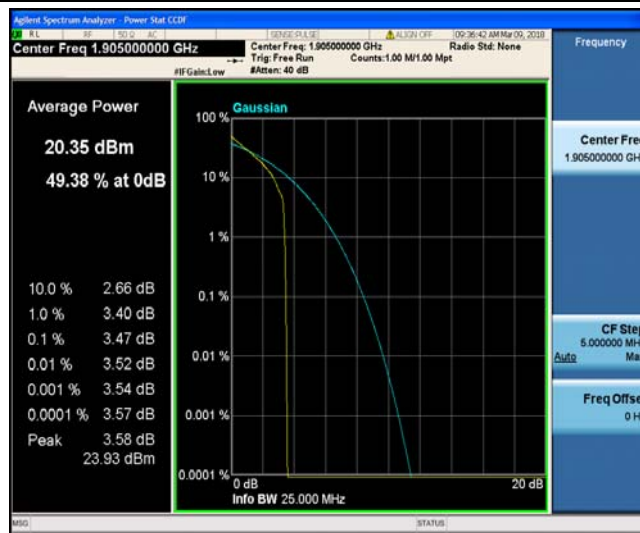 Agilent Spectrum Analyzer - Power Stat CCDF
RL RF 50 Ω AC SENSE:PULSE ALIGN OFF 09:36:42 AM Mar 09, 2018
Center Freq 1.905000000 GHz
Center Freq: 1.905000000 GHz Radio Std: None
Trig: Free Run Counts:1.00 M/1.00 Mpt
#IFGain:Low #Atten: 40 dB
Frequency
Average Power
20.35 dBm
49.38 % at 0dB
10.0 % 2.66 dB
1.0 % 3.40 dB
0.1 % 3.47 dB
0.01 % 3.52 dB
0.001 % 3.54 dB
0.0001 % 3.57 dB
Peak 3.58 dB
23.93 dBm
Gaussian
100 %
10 %
1 %
0.1 %
0.01 %
0.001 %
0.0001 %
0 dB 20 dB
Info BW 25.000 MHz
Center Fre
1.905000000 GH
CF Step
5.000000 MH
Auto Ma
Freq Offse
0 H
MSG STATUS